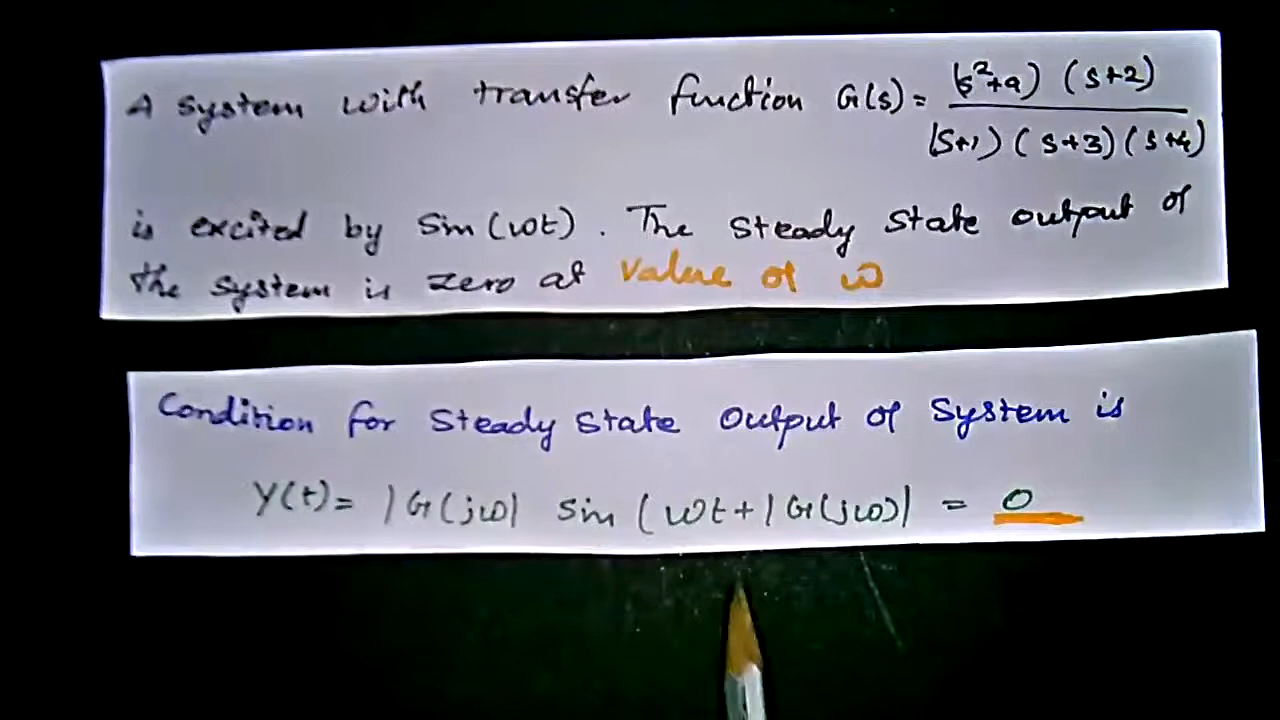 A system with transfer function G(s) = (s²+9) (s+2)
(s+1) (s+3) (s+4)
is excited by Sin (ωt) . The steady state output of
the system is zero at value of ω
Condition for Steady State Output of System is
Y(t) = |G(jω| Sin (ωt + |G(jω)| = 0